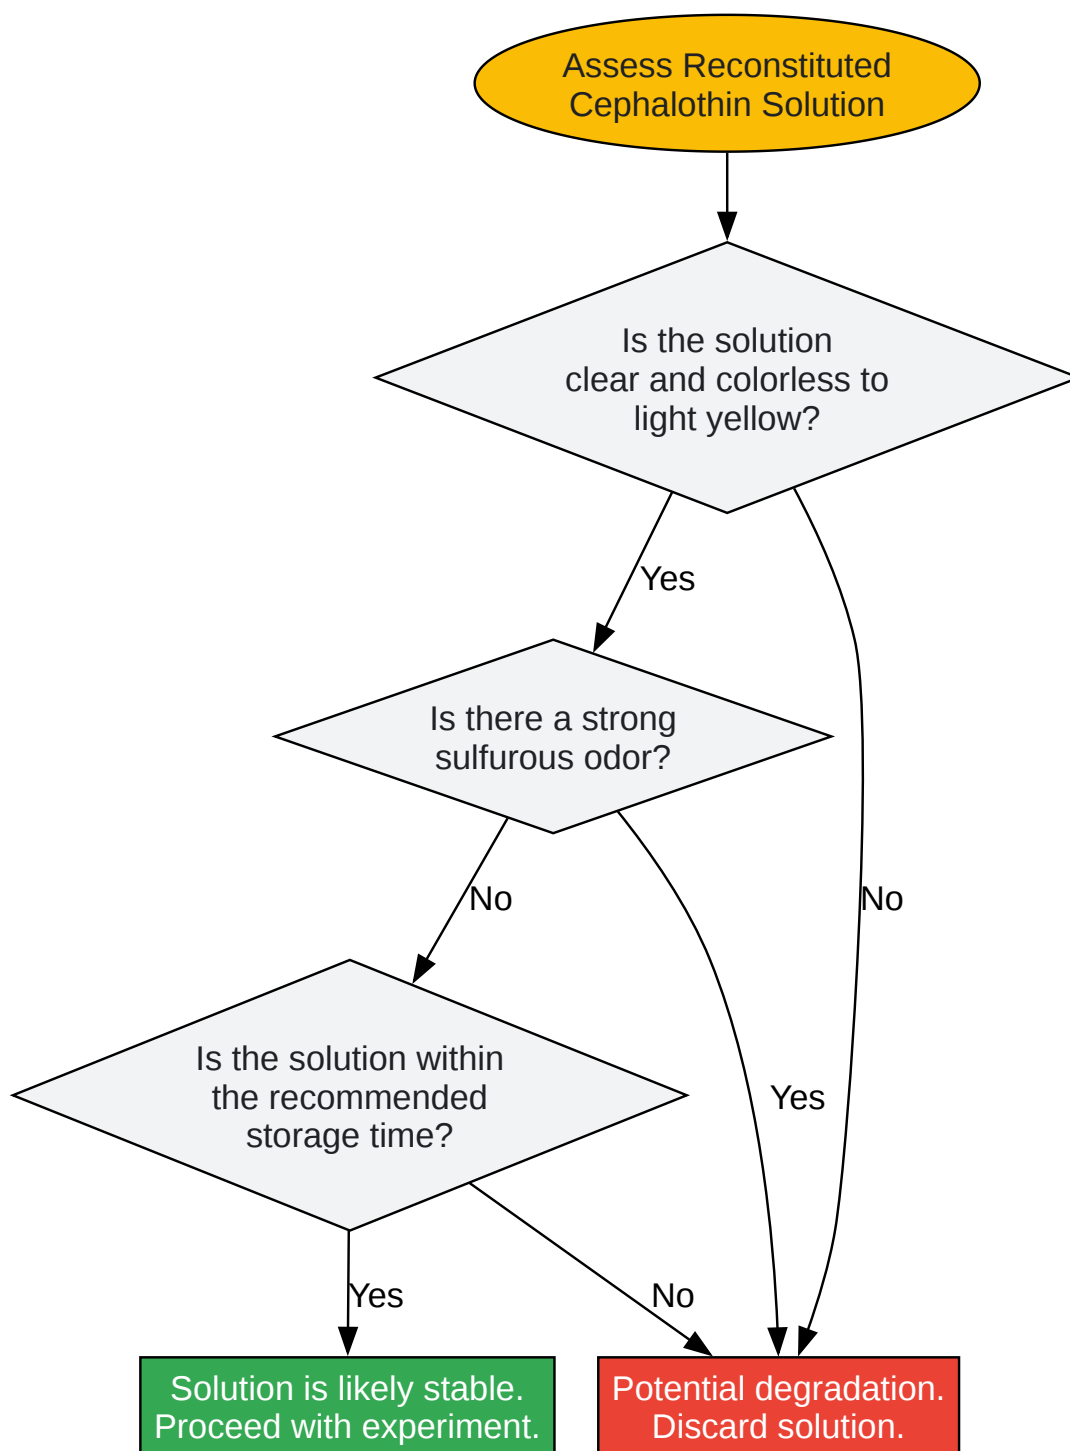 Assess Reconstituted
Cephalothin Solution
Is the solution
clear and colorless to
light yellow?
Yes
Is there a strong
sulfurous odor?
No
No
Is the solution within
the recommended
storage time?
Yes
Yes
No
Solution is likely stable.
Proceed with experiment.
Potential degradation.
Discard solution.